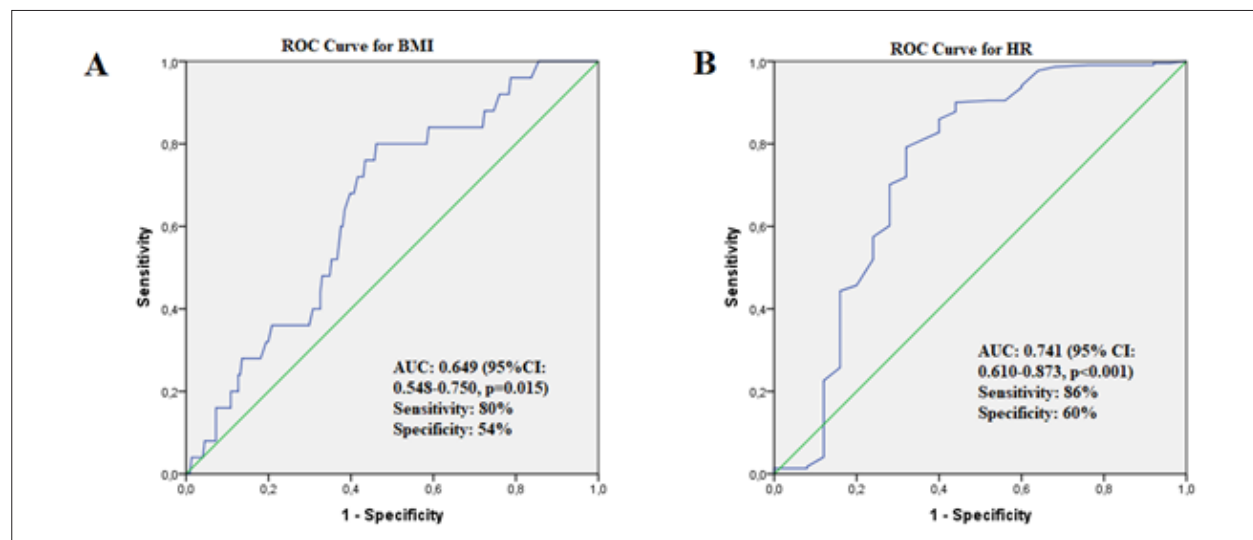 A
ROC Curve for BMI
1,0
0,8
0,6
0,4
0,2
0,0
Sensitivity
AUC: 0.649 (95%CI:
0.548-0.750, p=0.015)
Sensitivity: 80%
Specificity: 54%
0,0 0,2 0,4 0,6 0,8 1,0
1 - Specificity
B
ROC Curve for HR
1,0
0,8
0,6
0,4
0,2
0,0
Sensitivity
AUC: 0.741 (95% CI:
0.610-0.873, p<0.001)
Sensitivity: 86%
Specificity: 60%
0,0 0,2 0,4 0,6 0,8 1,0
1 - Specificity